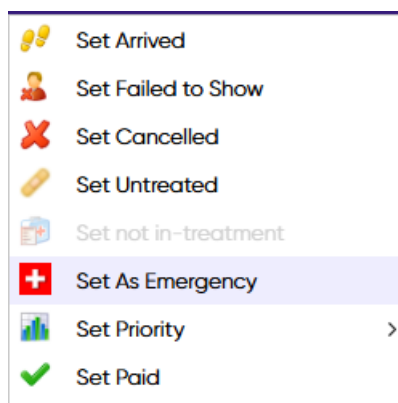 Set Arrived
Set Failed to Show
Set Cancelled
Set Untreated
Set not in-treatment
Set As Emergency
Set Priority
Set Paid